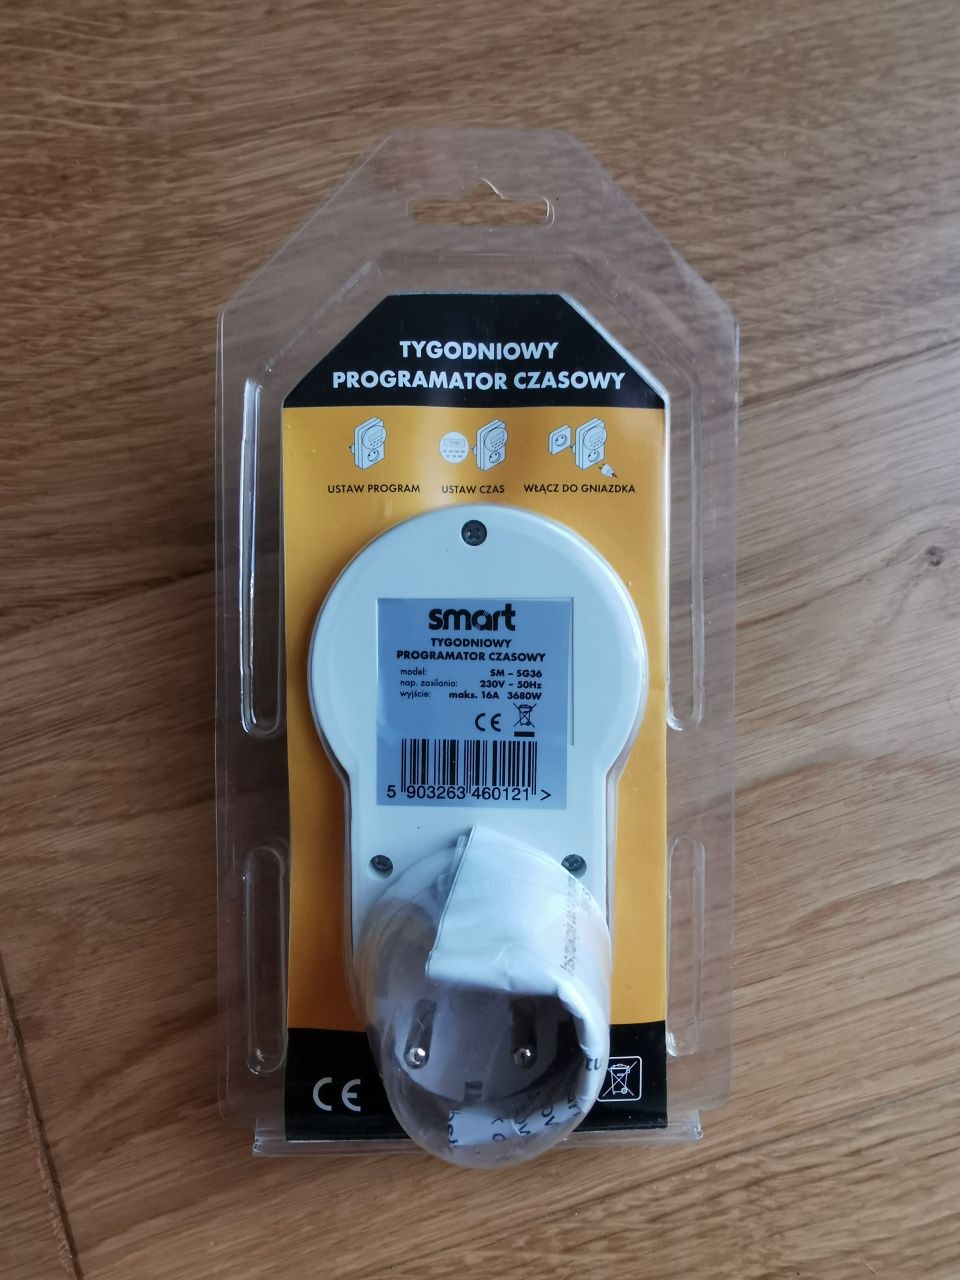 TYGODNIOWY
PROGRAMATOR CZASOWY
USTAW PROGRAM
USTAW CZAS
WŁĄCZ DO GNIAZDKA
smart
TYGODNIOWY
PROGRAMATOR CZASOWY
model: SM – SG36
nap. zasilania: 230V ~ 50Hz
wyjście: maks. 16A 3680W
CE
5 903263 460121 >
CE